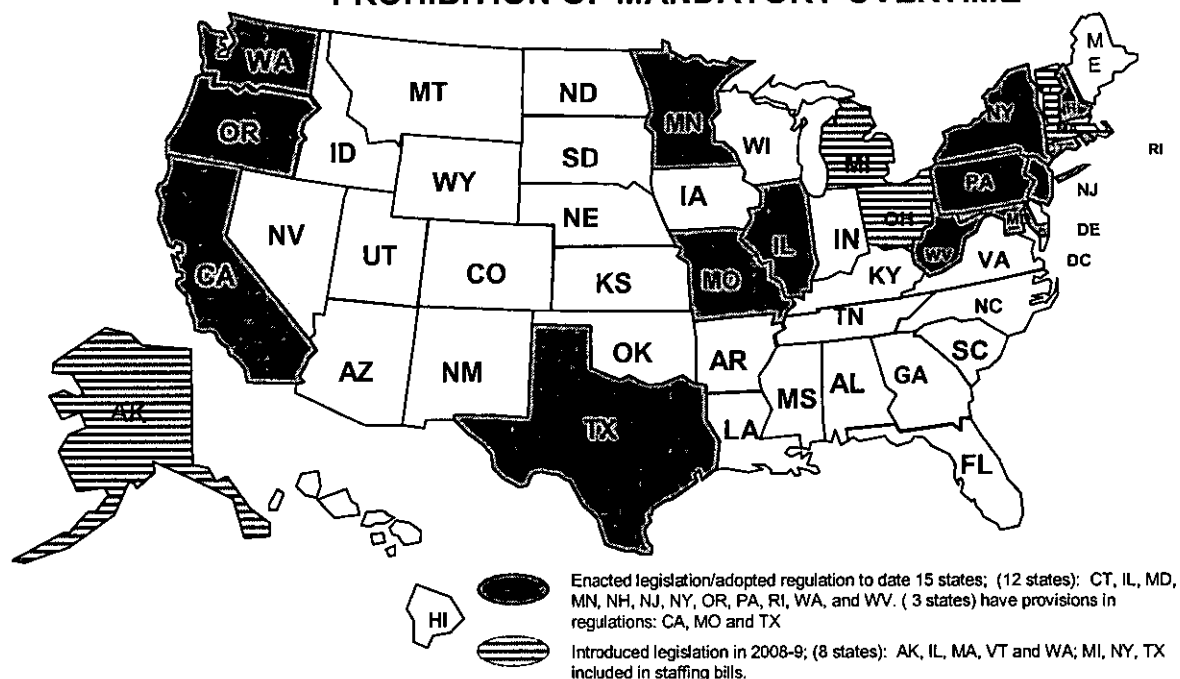 PROHIBITION OF MANDATORY OVERTIME
WA
MT
ND
MN
ME
OR
ID
SD
WI
MI
NY
RI
WY
IA
PA
NJ
NE
OH
NV
UT
CO
IL
IN
MD
DE
WV
VA
DC
CA
KS
MO
KY
NC
TN
AZ
NM
OK
AR
SC
MS
AL
GA
TX
LA
FL
AK
HI
Enacted legislation/adopted regulation to date 15 states; (12 states): CT, IL, MD,
MN, NH, NJ, NY, OR, PA, RI, WA, and WV. ( 3 states) have provisions in
regulations: CA, MO and TX
Introduced legislation in 2008-9; (8 states): AK, IL, MA, VT and WA; MI, NY, TX
included in staffing bills.